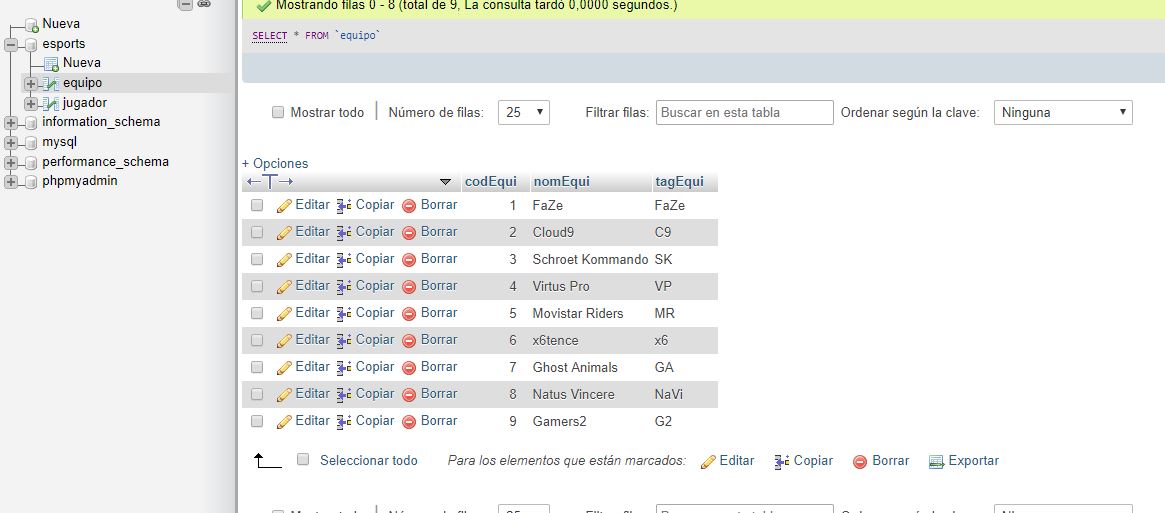 Mostrando filas 0 - 8 (total de 9, La consulta tardó 0,0000 segundos.)
SELECT * FROM `equipo`
Nueva
esports
Nueva
equipo
jugador
information_schema
mysql
performance_schema
phpmyadmin
Mostrar todo Número de filas: 25 Filtrar filas: Buscar en esta tabla Ordenar según la clave: Ninguna
+ Opciones
codEqui nomEqui tagEqui
Editar Copiar Borrar 1 FaZe FaZe
Editar Copiar Borrar 2 Cloud9 C9
Editar Copiar Borrar 3 Schroet Kommando SK
Editar Copiar Borrar 4 Virtus Pro VP
Editar Copiar Borrar 5 Movistar Riders MR
Editar Copiar Borrar 6 x6tence x6
Editar Copiar Borrar 7 Ghost Animals GA
Editar Copiar Borrar 8 Natus Vincere NaVi
Editar Copiar Borrar 9 Gamers2 G2
Seleccionar todo Para los elementos que están marcados: Editar Copiar Borrar Exportar